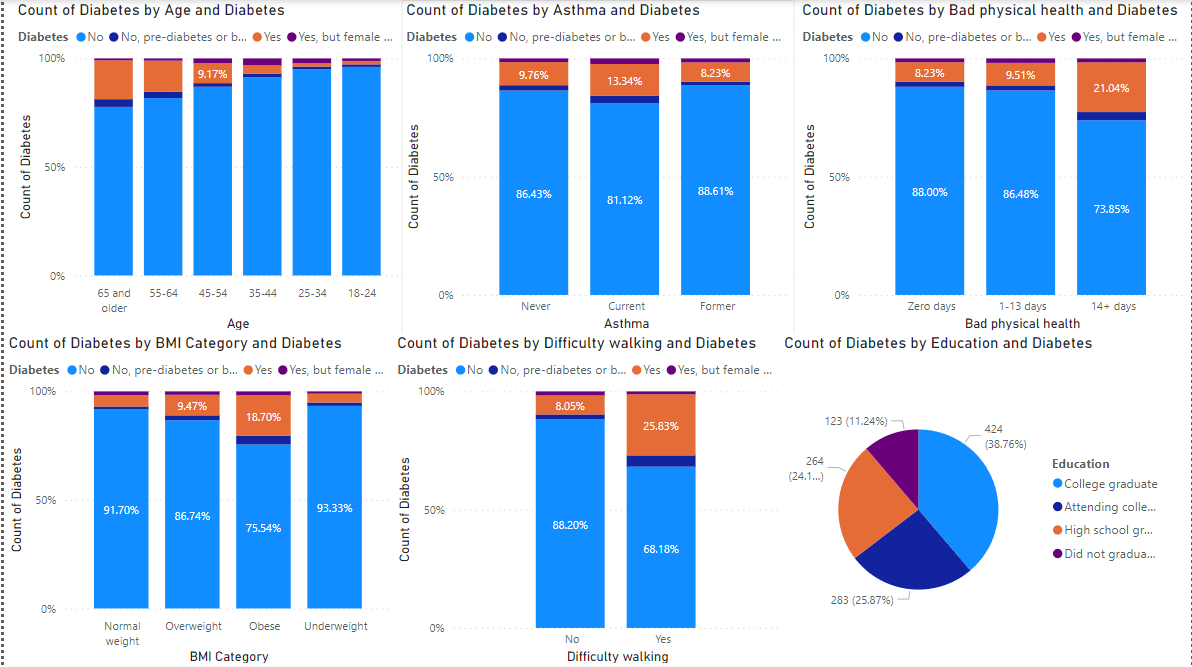 Count of Diabetes by Age and Diabetes
Diabetes No No, pre-diabetes or b... Yes Yes, but female ...
Count of Diabetes
100%
50%
0%
9.17%
65 and older
55-64
45-54
35-44
25-34
18-24
Age
Count of Diabetes by Asthma and Diabetes
Diabetes No No, pre-diabetes or b... Yes Yes, but female ...
Count of Diabetes
100%
50%
0%
9.76%
13.34%
8.23%
86.43%
81.12%
88.61%
Never
Current
Former
Asthma
Count of Diabetes by Bad physical health and Diabetes
Diabetes No No, pre-diabetes or b... Yes Yes, but female ...
Count of Diabetes
100%
50%
0%
8.23%
9.51%
21.04%
88.00%
86.48%
73.85%
Zero days
1-13 days
14+ days
Bad physical health
Count of Diabetes by BMI Category and Diabetes
Diabetes No No, pre-diabetes or b... Yes Yes, but female ...
Count of Diabetes
100%
50%
0%
9.47%
18.70%
91.70%
86.74%
75.54%
93.33%
Normal weight
Overweight
Obese
Underweight
BMI Category
Count of Diabetes by Difficulty walking and Diabetes
Diabetes No No, pre-diabetes or b... Yes Yes, but female ...
Count of Diabetes
100%
50%
0%
8.05%
25.83%
88.20%
68.18%
No
Yes
Difficulty walking
Count of Diabetes by Education and Diabetes
123 (11.24%)
424
(38.76%)
264
(24.1...)
283 (25.87%)
Education
College graduate
Attending colle...
High school gr...
Did not gradua...